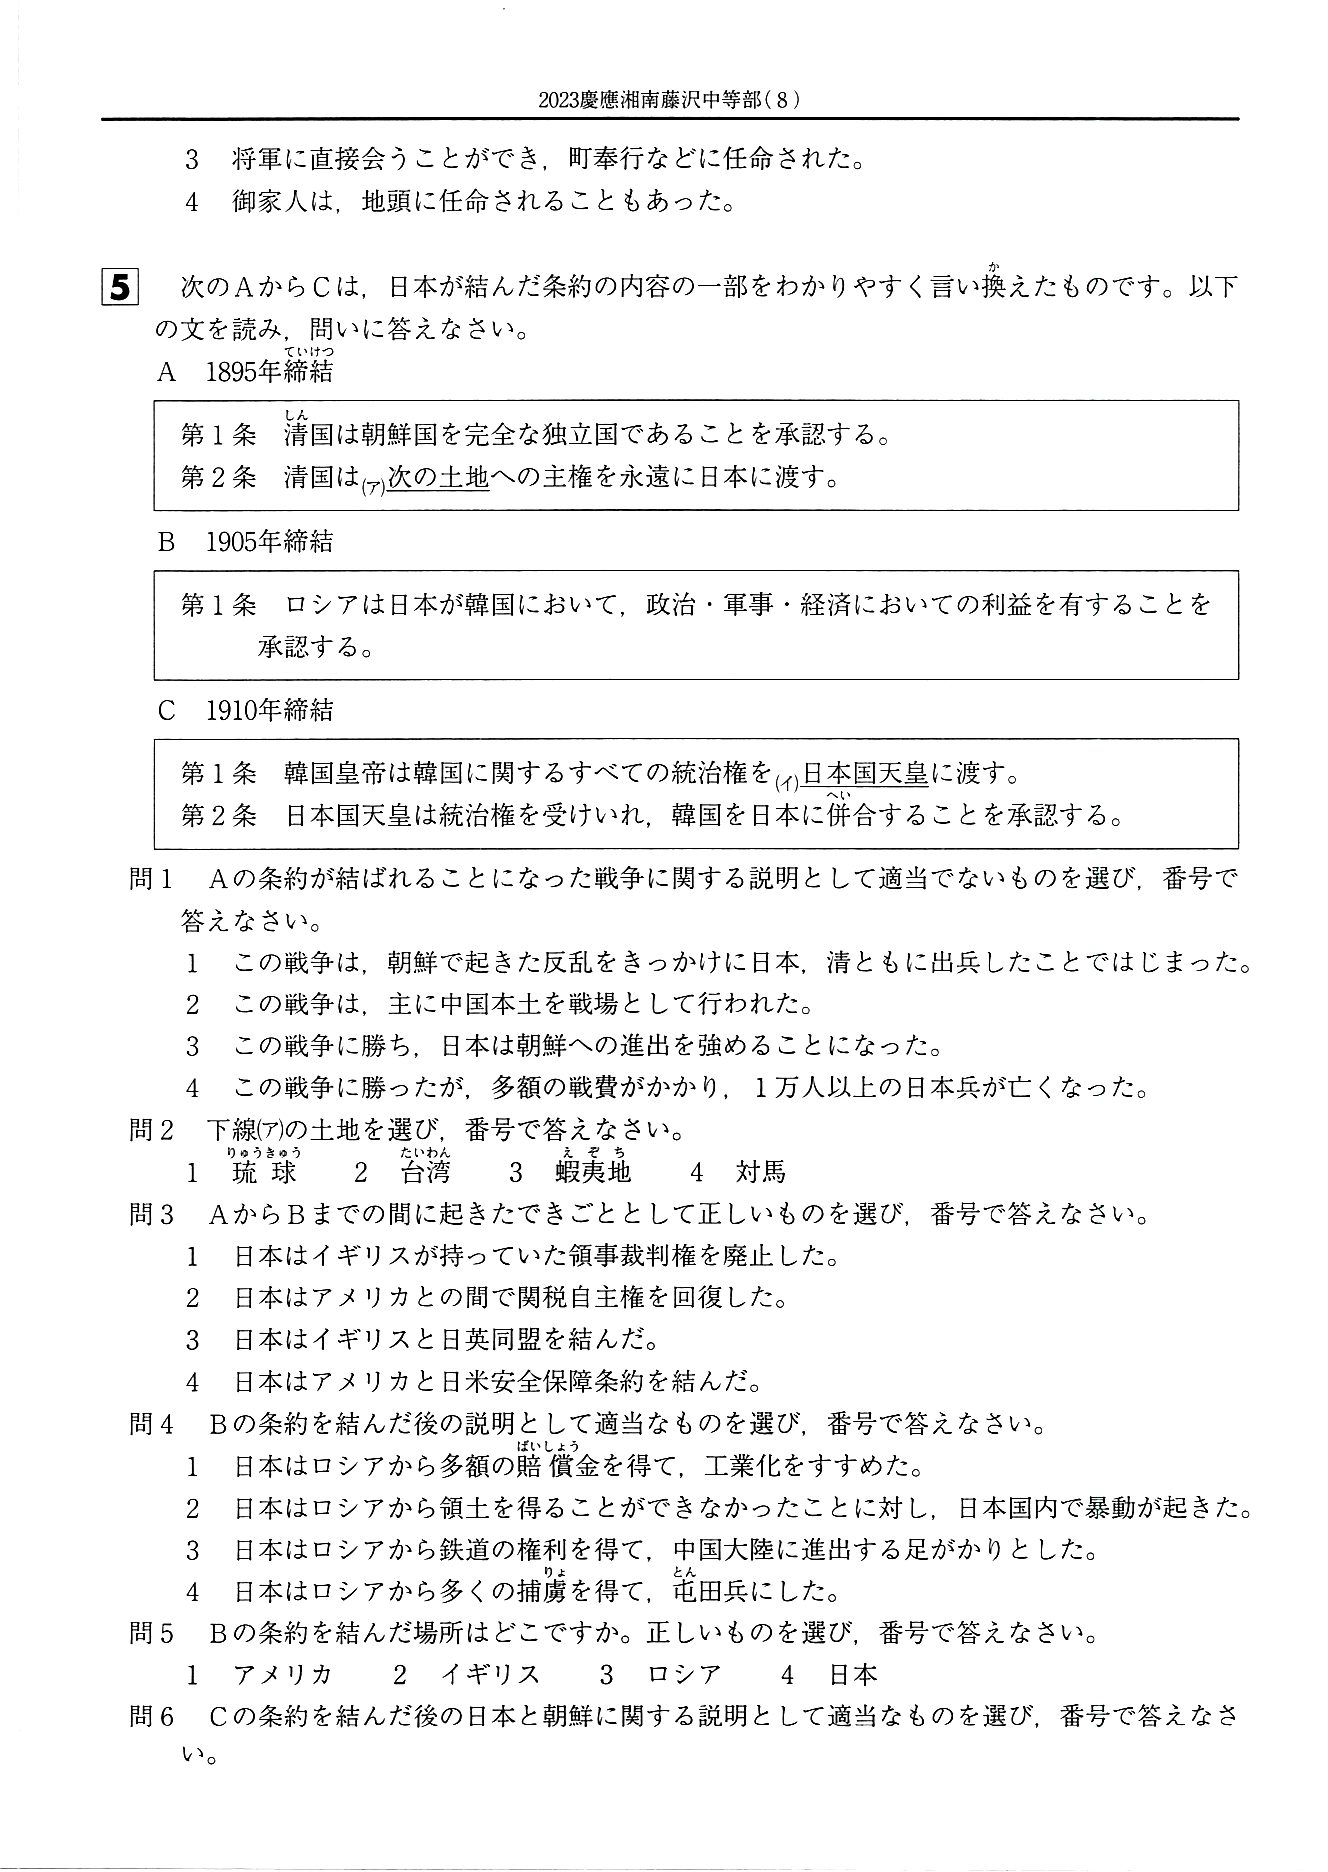 2023慶應湘南藤沢中等部(8)
3　将軍に直接会うことができ，町奉行などに任命された。
4　御家人は，地頭に任命されることもあった。
5　次のAからCは，日本が結んだ条約の内容の一部をわかりやすく言い換えたものです。以下
の文を読み，問いに答えなさい。
A　1895年締結
第1条　清国は朝鮮国を完全な独立国であることを承認する。
第2条　清国は(ア)次の土地への主権を永遠に日本に渡す。
B　1905年締結
第1条　ロシアは日本が韓国において，政治・軍事・経済においての利益を有することを
承認する。
C　1910年締結
第1条　韓国皇帝は韓国に関するすべての統治権を(イ)日本国天皇に渡す。
第2条　日本国天皇は統治権を受けいれ，韓国を日本に併合することを承認する。
問1　Aの条約が結ばれることになった戦争に関する説明として適当でないものを選び，番号で
答えなさい。
1　この戦争は，朝鮮で起きた反乱をきっかけに日本，清ともに出兵したことではじまった。
2　この戦争は，主に中国本土を戦場として行われた。
3　この戦争に勝ち，日本は朝鮮への進出を強めることになった。
4　この戦争に勝ったが，多額の戦費がかかり，1万人以上の日本兵が亡くなった。
問2　下線(ア)の土地を選び，番号で答えなさい。
1　琉球　2　台湾　3　蝦夷地　4　対馬
問3　AからBまでの間に起きたできごととして正しいものを選び，番号で答えなさい。
1　日本はイギリスが持っていた領事裁判権を廃止した。
2　日本はアメリカとの間で関税自主権を回復した。
3　日本はイギリスと日英同盟を結んだ。
4　日本はアメリカと日米安全保障条約を結んだ。
問4　Bの条約を結んだ後の説明として適当なものを選び，番号で答えなさい。
1　日本はロシアから多額の賠償金を得て，工業化をすすめた。
2　日本はロシアから領土を得ることができなかったことに対し，日本国内で暴動が起きた。
3　日本はロシアから鉄道の権利を得て，中国大陸に進出する足がかりとした。
4　日本はロシアから多くの捕虜を得て，屯田兵にした。
問5　Bの条約を結んだ場所はどこですか。正しいものを選び，番号で答えなさい。
1　アメリカ　2　イギリス　3　ロシア　4　日本
問6　Cの条約を結んだ後の日本と朝鮮に関する説明として適当なものを選び，番号で答えなさ
い。